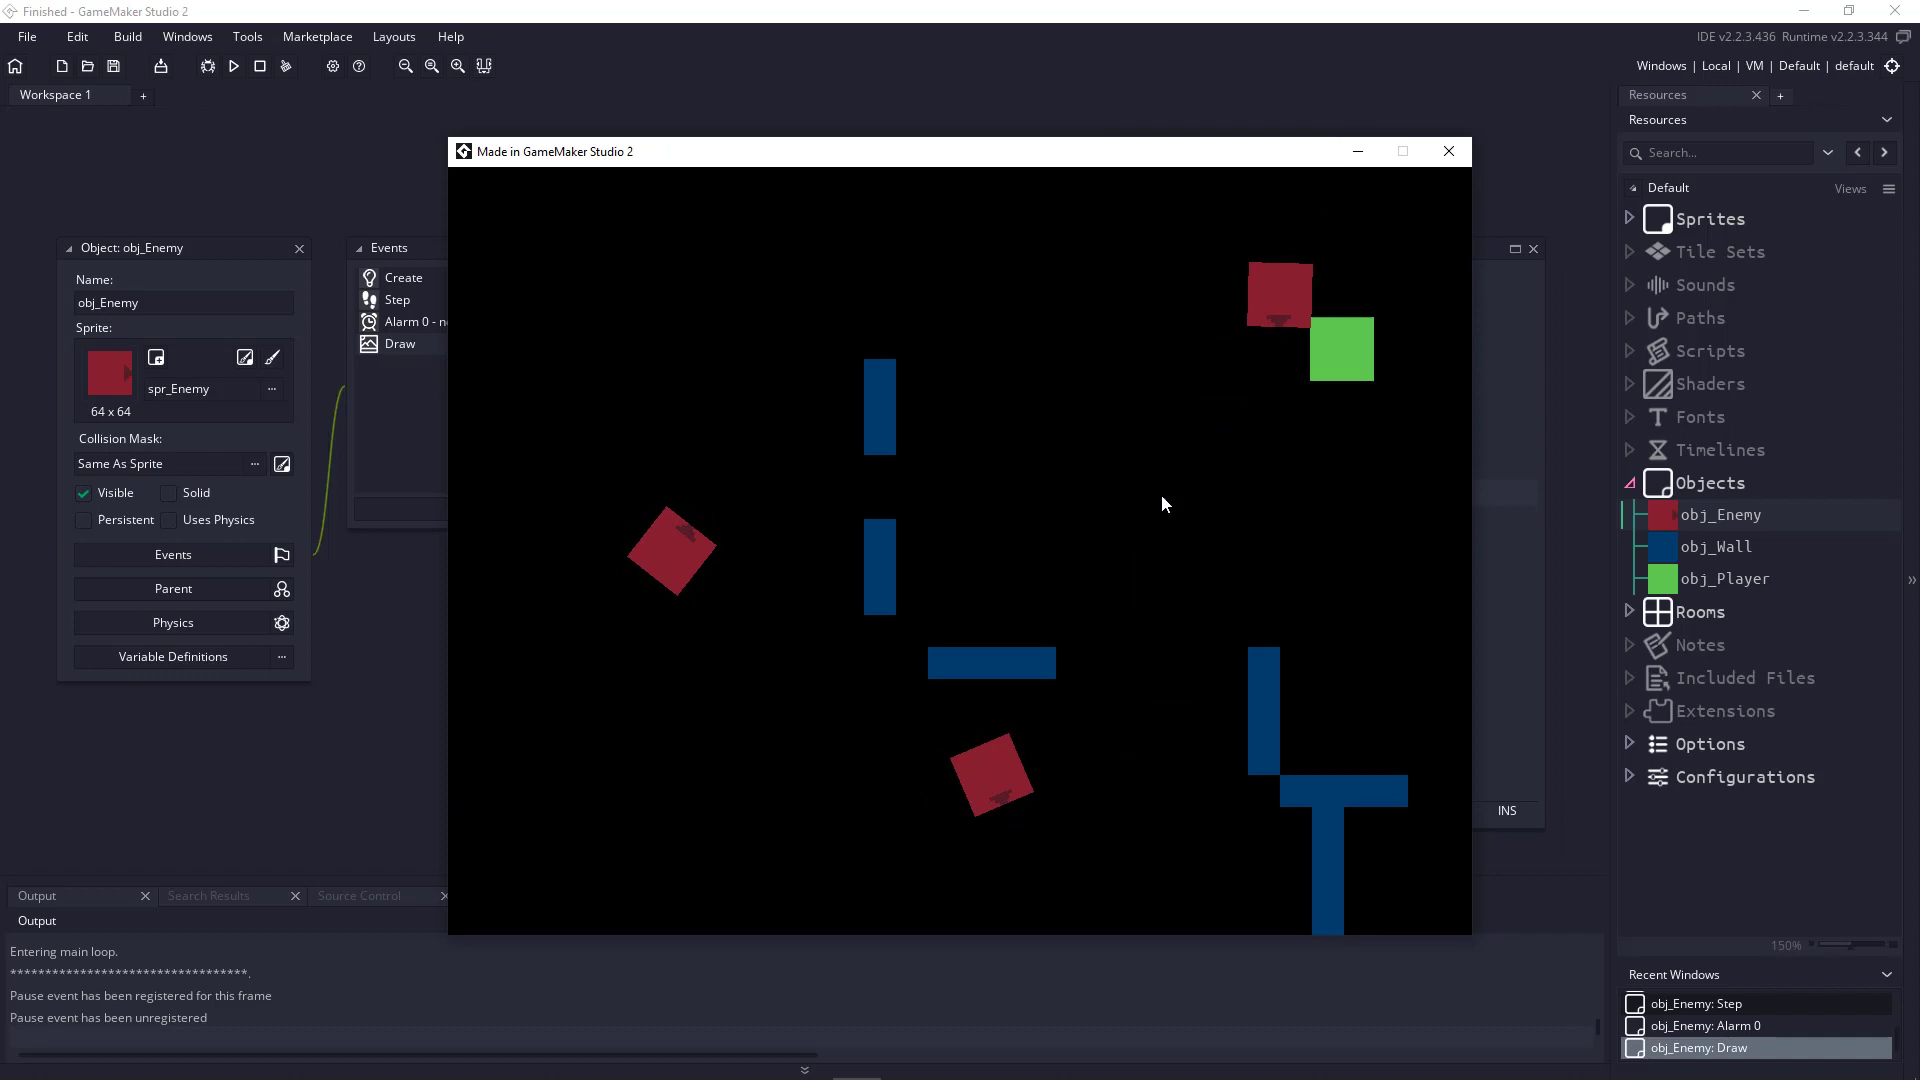 Finished - GameMaker Studio 2
File Edit Build Windows Tools Marketplace Layouts Help
IDE v2.2.3.436 Runtime v2.2.3.344
Windows | Local | VM | Default | default
Workspace 1 +
Made in GameMaker Studio 2
Object: obj_Enemy
Name:
obj_Enemy
Sprite:
spr_Enemy
64 x 64
Collision Mask:
Same As Sprite
Visible Solid
Persistent Uses Physics
Events
Parent
Physics
Variable Definitions
Events
Create
Step
Alarm 0 - n
Draw
INS
Resources +
Resources
Search...
Default Views
Sprites
Tile Sets
Sounds
Paths
Scripts
Shaders
Fonts
Timelines
Objects
obj_Enemy
obj_Wall
obj_Player
Rooms
Notes
Included Files
Extensions
Options
Configurations
150%
Recent Windows
obj_Enemy: Step
obj_Enemy: Alarm 0
obj_Enemy: Draw
Output Search Results Source Control
Output
Entering main loop.
**********************************.
Pause event has been registered for this frame
Pause event has been unregistered